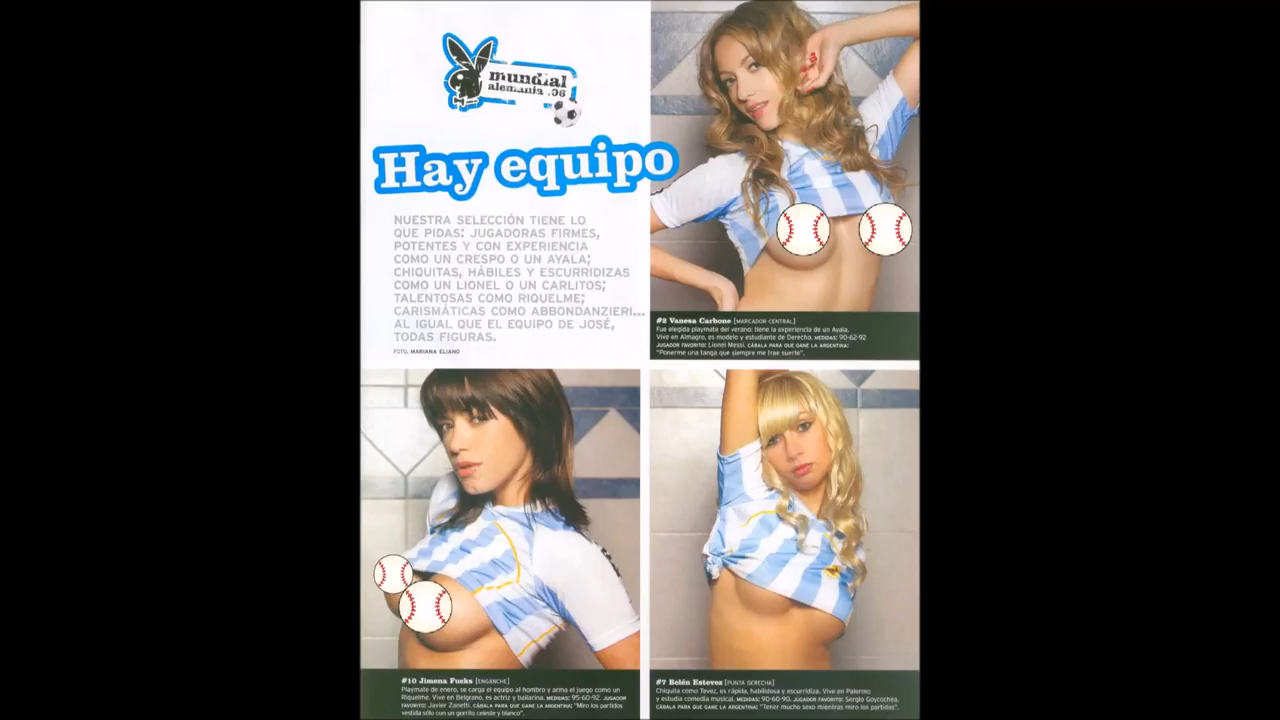 mundial
alemania .06
Hay equipo
NUESTRA SELECCIÓN TIENE LO
QUE PIDAS: JUGADORAS FIRMES,
POTENTES Y CON EXPERIENCIA
COMO UN CRESPO O UN AYALA;
CHIQUITAS, HÁBILES Y ESCURRIDIZAS
COMO UN LIONEL O UN CARLITOS;
TALENTOSAS COMO RIQUELME;
CARISMÁTICAS COMO ABBONDANZIERI...
AL IGUAL QUE EL EQUIPO DE JOSÉ,
TODAS FIGURAS.
FOTO. MARIANA ELIANO
#2 Vanesa Carbone [MARCADOR CENTRAL]
Fue elegida playmate del verano: tiene la experiencia de un Ayala.
Vive en Almagro, es modelo y estudiante de Derecho. MEDIDAS: 90-62-92
JUGADOR FAVORITO: Lionel Messi. CÁBALA PARA QUE GANE LA ARGENTINA:
"Ponerme una tanga que siempre me trae suerte".
#10 Jimena Fucks [ENGANCHE]
Playmate de enero, se carga el equipo al hombro y arma el juego como un
Riquelme. Vive en Belgrano, es actriz y bailarina. MEDIDAS: 95-60-92. JUGADOR
FAVORITO: Javier Zanetti. CÁBALA PARA QUE GANE LA ARGENTINA: "Miro los partidos
vestida sólo con un gorrito celeste y blanco".
#7 Belén Estevez [PUNTA DERECHA]
Chiquita como Tevez, es rápida, habilidosa y escurridiza. Vive en Palermo
y estudia comedia musical. MEDIDAS: 90-60-90. JUGADOR FAVORITO: Sergio Goycochea.
CÁBALA PARA QUE GANE LA ARGENTINA: "Tener mucho sexo mientras miro los partidos".